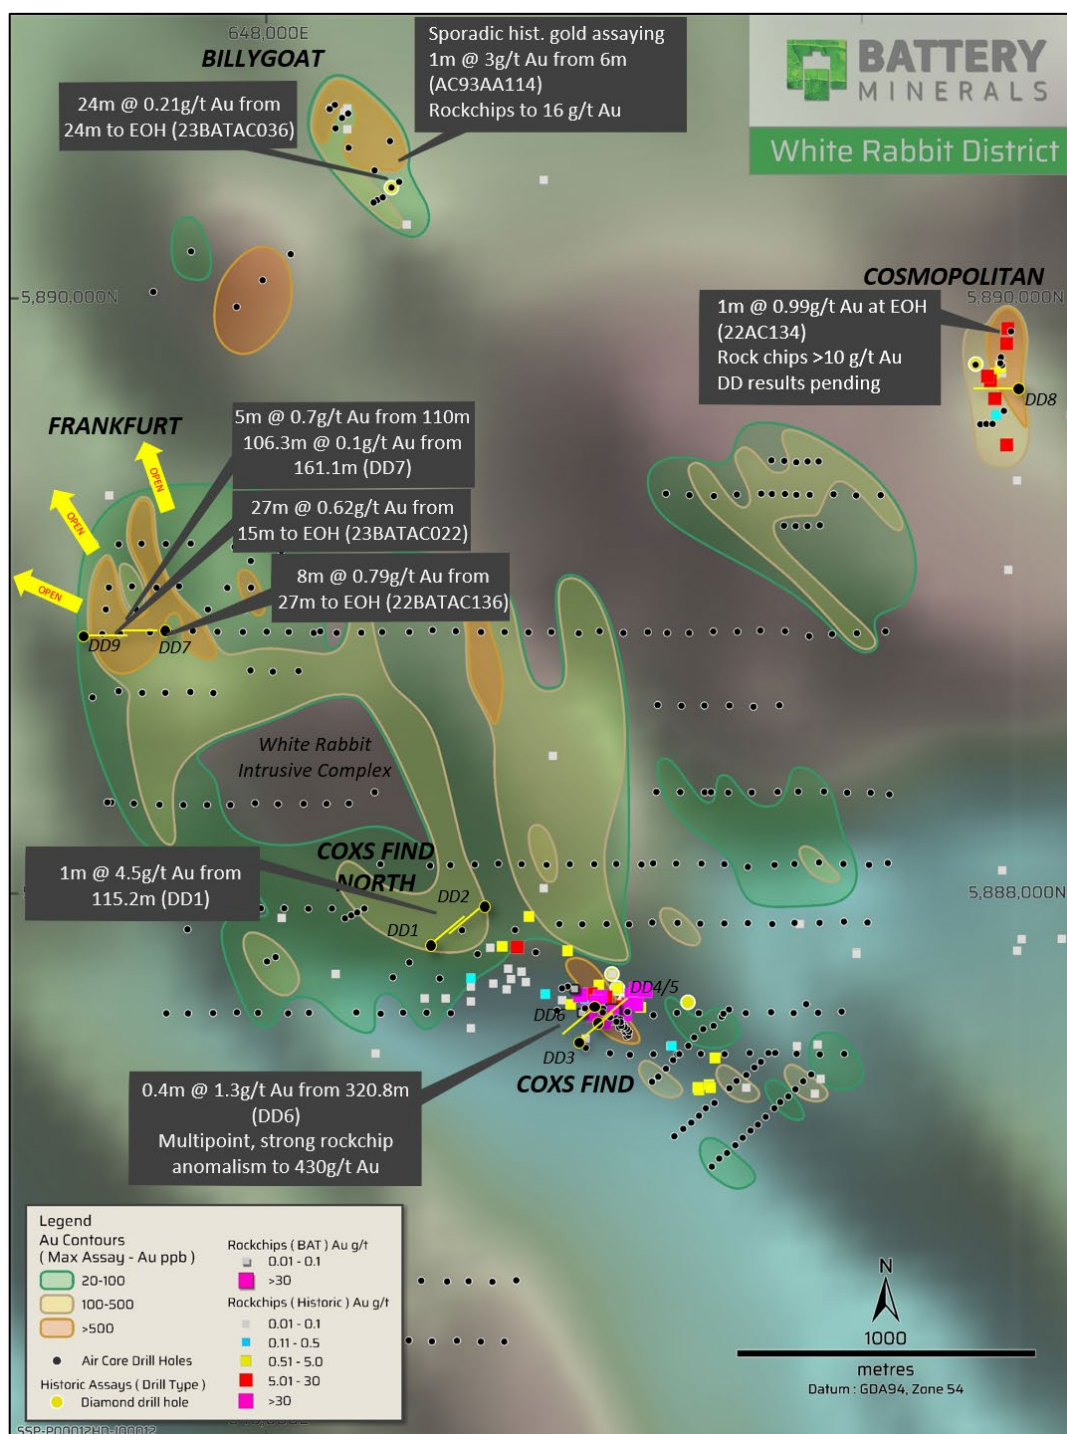 648,000E
BILLYGOAT
Sporadic hist. gold assaying
1m @ 3g/t Au from 6m
(AC93AA114)
Rockchips to 16 g/t Au
BATTERY
MINERALS
White Rabbit District
24m @ 0.21g/t Au from
24m to EOH (23BATAC036)
COSMOPOLITAN
5,890,000N
5,890,000N
1m @ 0.99g/t Au at EOH
(22AC134)
Rock chips >10 g/t Au
DD results pending
DD8
FRANKFURT
5m @ 0.7g/t Au from 110m
106.3m @ 0.1g/t Au from
161.1m (DD7)
OPEN
OPEN
OPEN
27m @ 0.62g/t Au from
15m to EOH (23BATAC022)
8m @ 0.79g/t Au from
27m to EOH (22BATAC136)
DD9
DD7
White Rabbit
Intrusive Complex
COXS FIND
NORTH
1m @ 4.5g/t Au from
115.2m (DD1)
DD2
DD1
5,888,000N
DD4/5
DD6
DD3
COXS FIND
0.4m @ 1.3g/t Au from 320.8m
(DD6)
Multipoint, strong rockchip
anomalism to 430g/t Au
Legend
Au Contours
( Max Assay - Au ppb )
20-100
100-500
>500
Air Core Drill Holes
Historic Assays ( Drill Type )
Diamond drill hole
Rockchips ( BAT ) Au g/t
0.01 - 0.1
>30
Rockchips ( Historic ) Au g/t
0.01 - 0.1
0.11 - 0.5
0.51 - 5.0
5.01 - 30
>30
N
1000
metres
Datum : GDA94, Zone 54